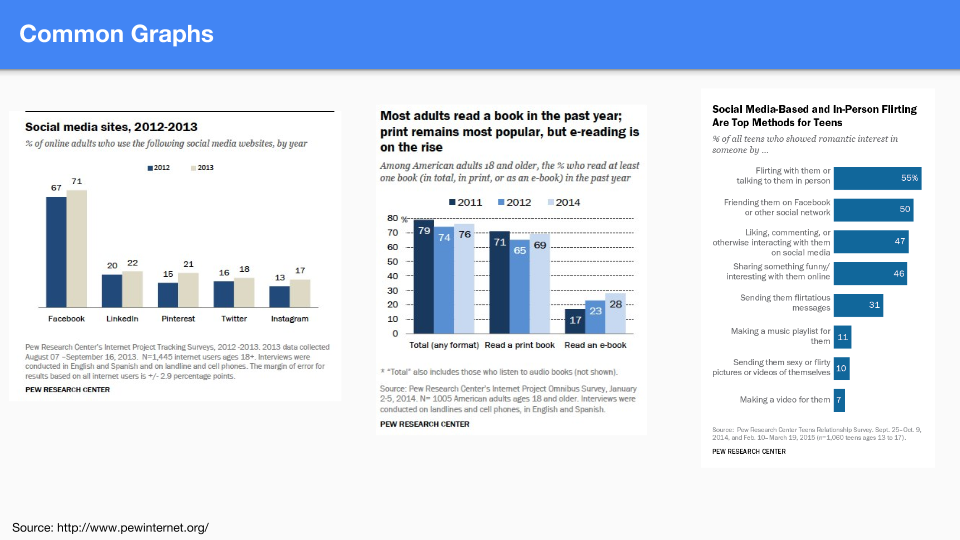 Common Graphs
Social media sites, 2012-2013
% of online adults who use the following social media websites, by year
2012 2013
67 71
20 22
15 21
16 18
13 17
Facebook LinkedIn Pinterest Twitter Instagram
Pew Research Center's Internet Project Tracking Surveys, 2012-2013. 2013 data collected
August 07 –September 16, 2013. N=1,445 internet users ages 18+. Interviews were
conducted in English and Spanish and on landline and cell phones. The margin of error for
results based on all internet users is +/- 2.9 percentage points.
PEW RESEARCH CENTER
Most adults read a book in the past year;
print remains most popular, but e-reading is
on the rise
Among American adults 18 and older, the % who read at least
one book (in total, in print, or as an e-book) in the past year
2011 2012 2014
80 %
70
60
50
40
30
20
10
0
79 74 76
71 65 69
17 23 28
Total (any format) Read a print book Read an e-book
* "Total" also includes those who listen to audio books (not shown).
Source: Pew Research Center's Internet Project Omnibus Survey, January
2-5, 2014. N= 1005 American adults ages 18 and older. Interviews were
conducted on landlines and cell phones, in English and Spanish.
PEW RESEARCH CENTER
Social Media-Based and In-Person Flirting
Are Top Methods for Teens
% of all teens who showed romantic interest in
someone by ...
Flirting with them or
talking to them in person
55%
Friending them on Facebook
or other social network
50
Liking, commenting, or
otherwise interacting with them
on social media
47
Sharing something funny/
interesting with them online
46
Sending them flirtatious
messages
31
Making a music playlist for
them
11
Sending them sexy or flirty
pictures or videos of themselves
10
Making a video for them
7
Source: Pew Research Center Teens Relationship Survey. Sept. 25–Oct. 9,
2014, and Feb. 10–March 19, 2015 (n=1,060 teens ages 13 to 17).
PEW RESEARCH CENTER
Source: http://www.pewinternet.org/